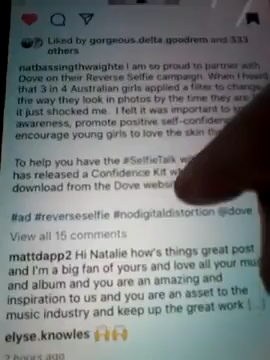 Liked by gorgeous.delta.goodrem and 333
others
natbassingthwaighte I am so proud to partner with
Dove on their Reverse Selfie campaign. When I heard
that 3 in 4 Australian girls applied a filter to change
the way they look in photos by the time they are
it just shocked me. I felt it was important to
awareness, promote positive self-confidence
encourage young girls to love the skin
To help you have the #SelfieTalk
has released a Confidence Kit
download from the Dove website
#ad #reverseselfie #nodigitaldistortion @dove
View all 15 comments
mattdapp2 Hi Natalie how's things great post
and I'm a big fan of yours and love all your
and album and you are an amazing and
inspiration to us and you are an asset to the
music industry and keep up the great work [...]
elyse.knowles 🙌🙌
2 hours ago